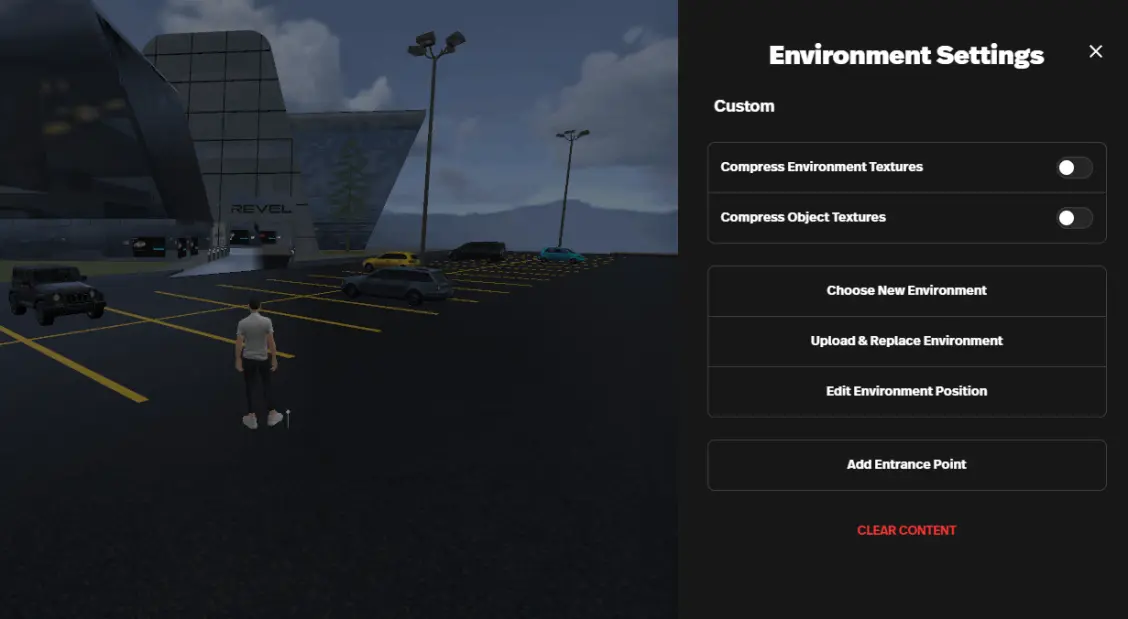 REVEL
Environment Settings
Custom
Compress Environment Textures
Compress Object Textures
Choose New Environment
Upload & Replace Environment
Edit Environment Position
Add Entrance Point
CLEAR CONTENT